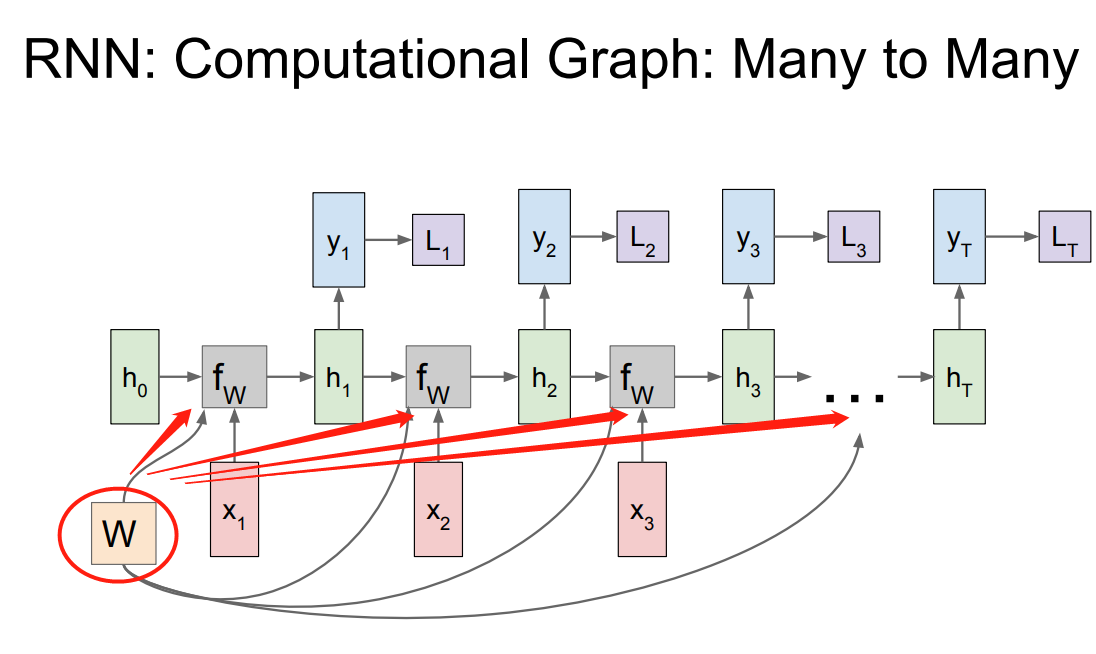 RNN: Computational Graph: Many to Many
y1 L1 y2 L2 y3 L3 yT LT
h0 fW h1 fW h2 fW h3 ... hT
W x1 x2 x3